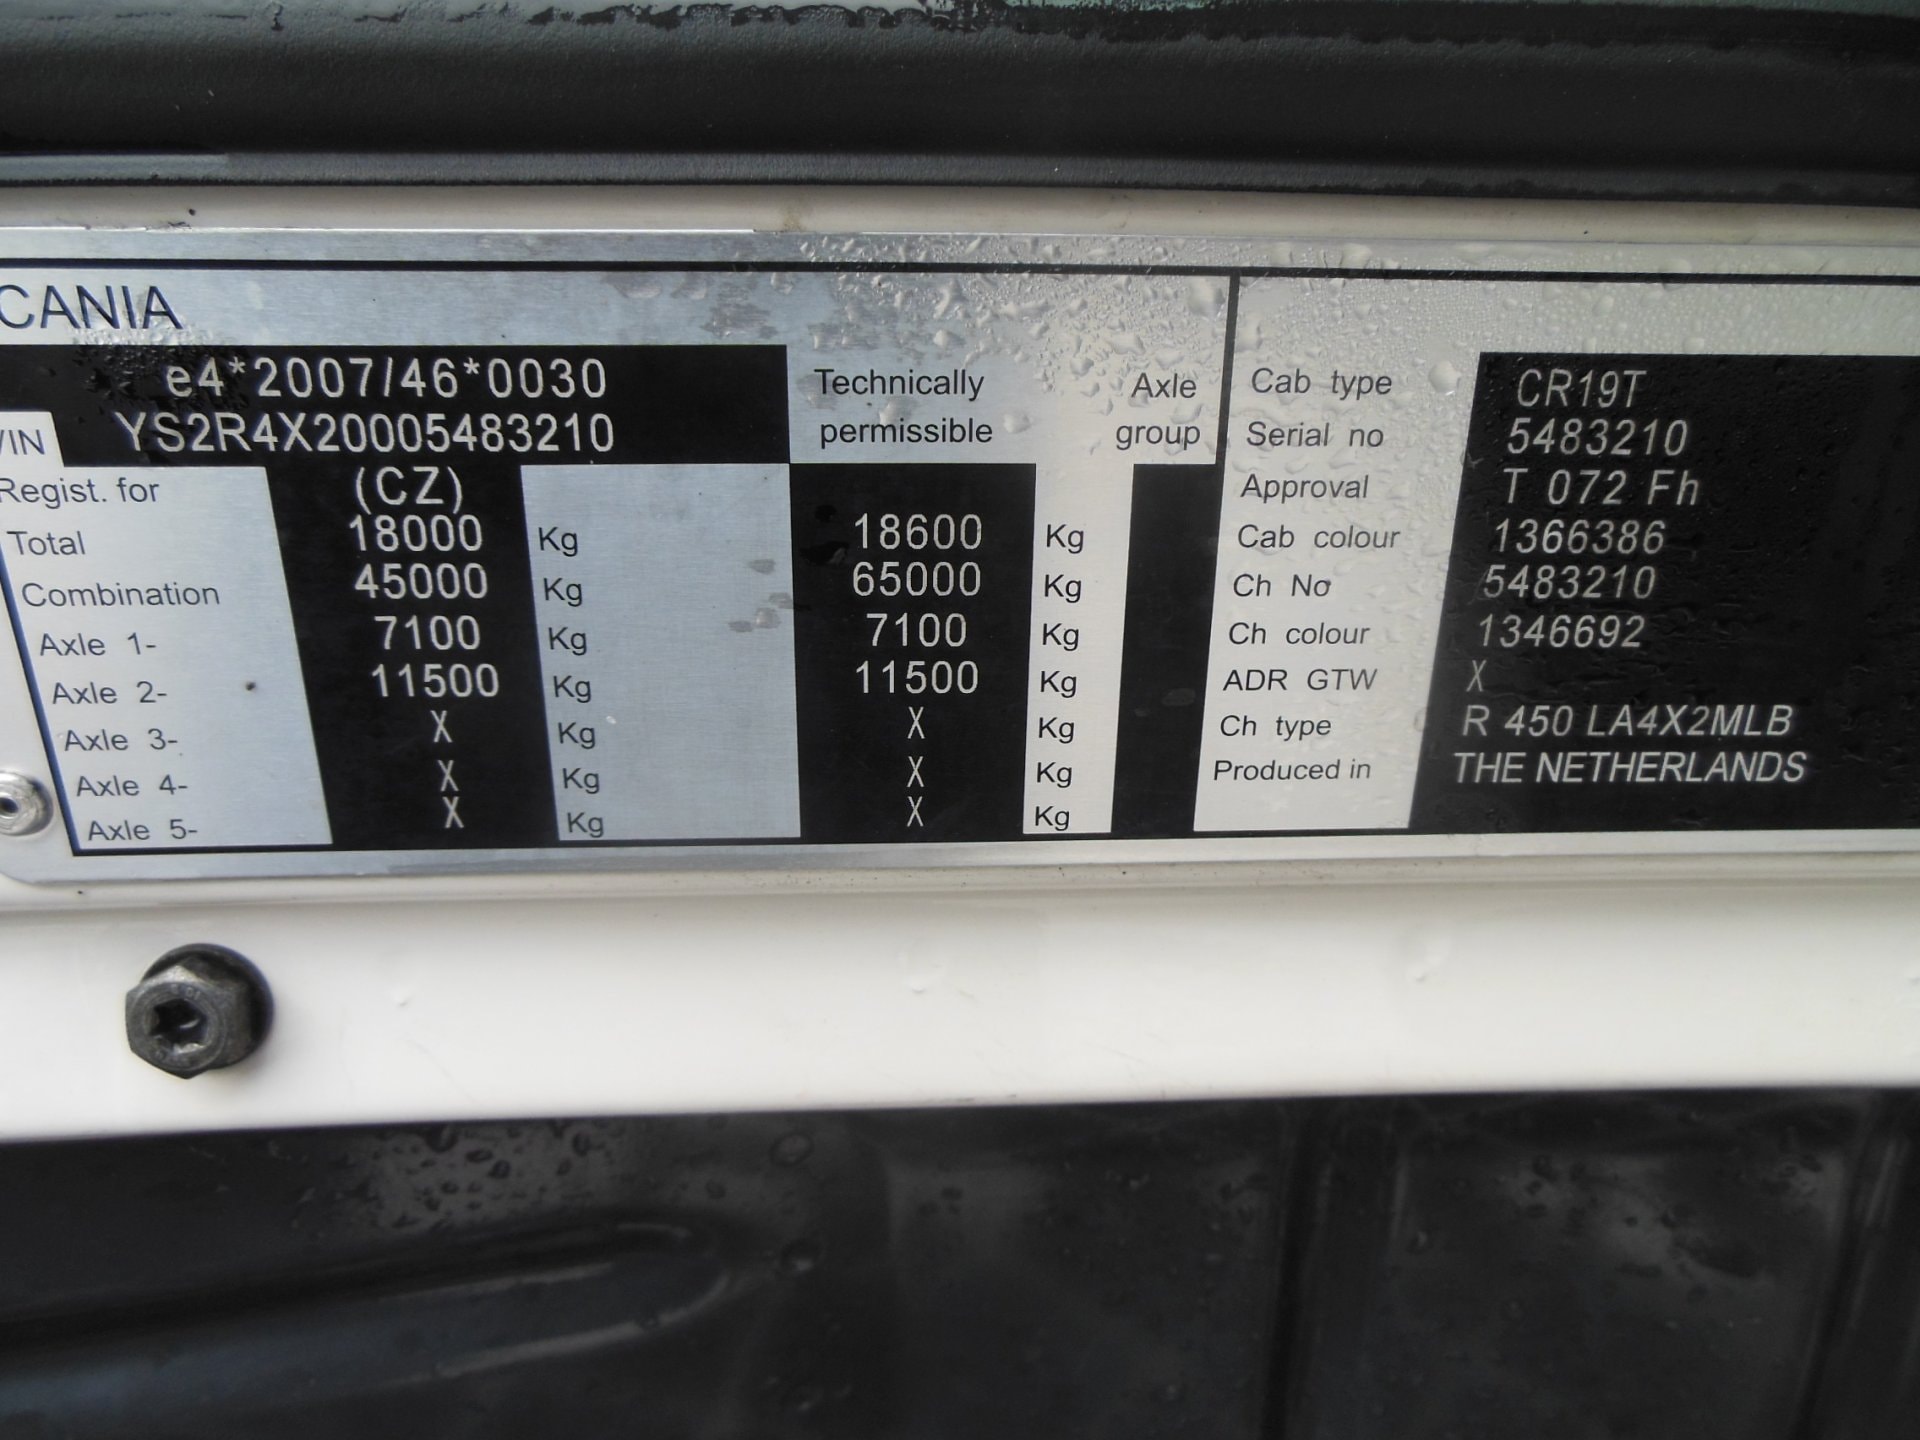 CANIA
e4*2007/46*0030
VIN YS2R4X20005483210
Technically permissible
Axle group
Regist. for (CZ)
Total 18000 Kg 18600 Kg
Combination 45000 Kg 65000 Kg
Axle 1- 7100 Kg 7100 Kg
Axle 2- 11500 Kg 11500 Kg
Axle 3- X Kg X Kg
Axle 4- X Kg X Kg
Axle 5- X Kg X Kg
Cab type CR19T
Serial no 5483210
Approval T 072 Fh
Cab colour 1366386
Ch No 5483210
Ch colour 1346692
ADR GTW X
Ch type R 450 LA4X2MLB
Produced in THE NETHERLANDS